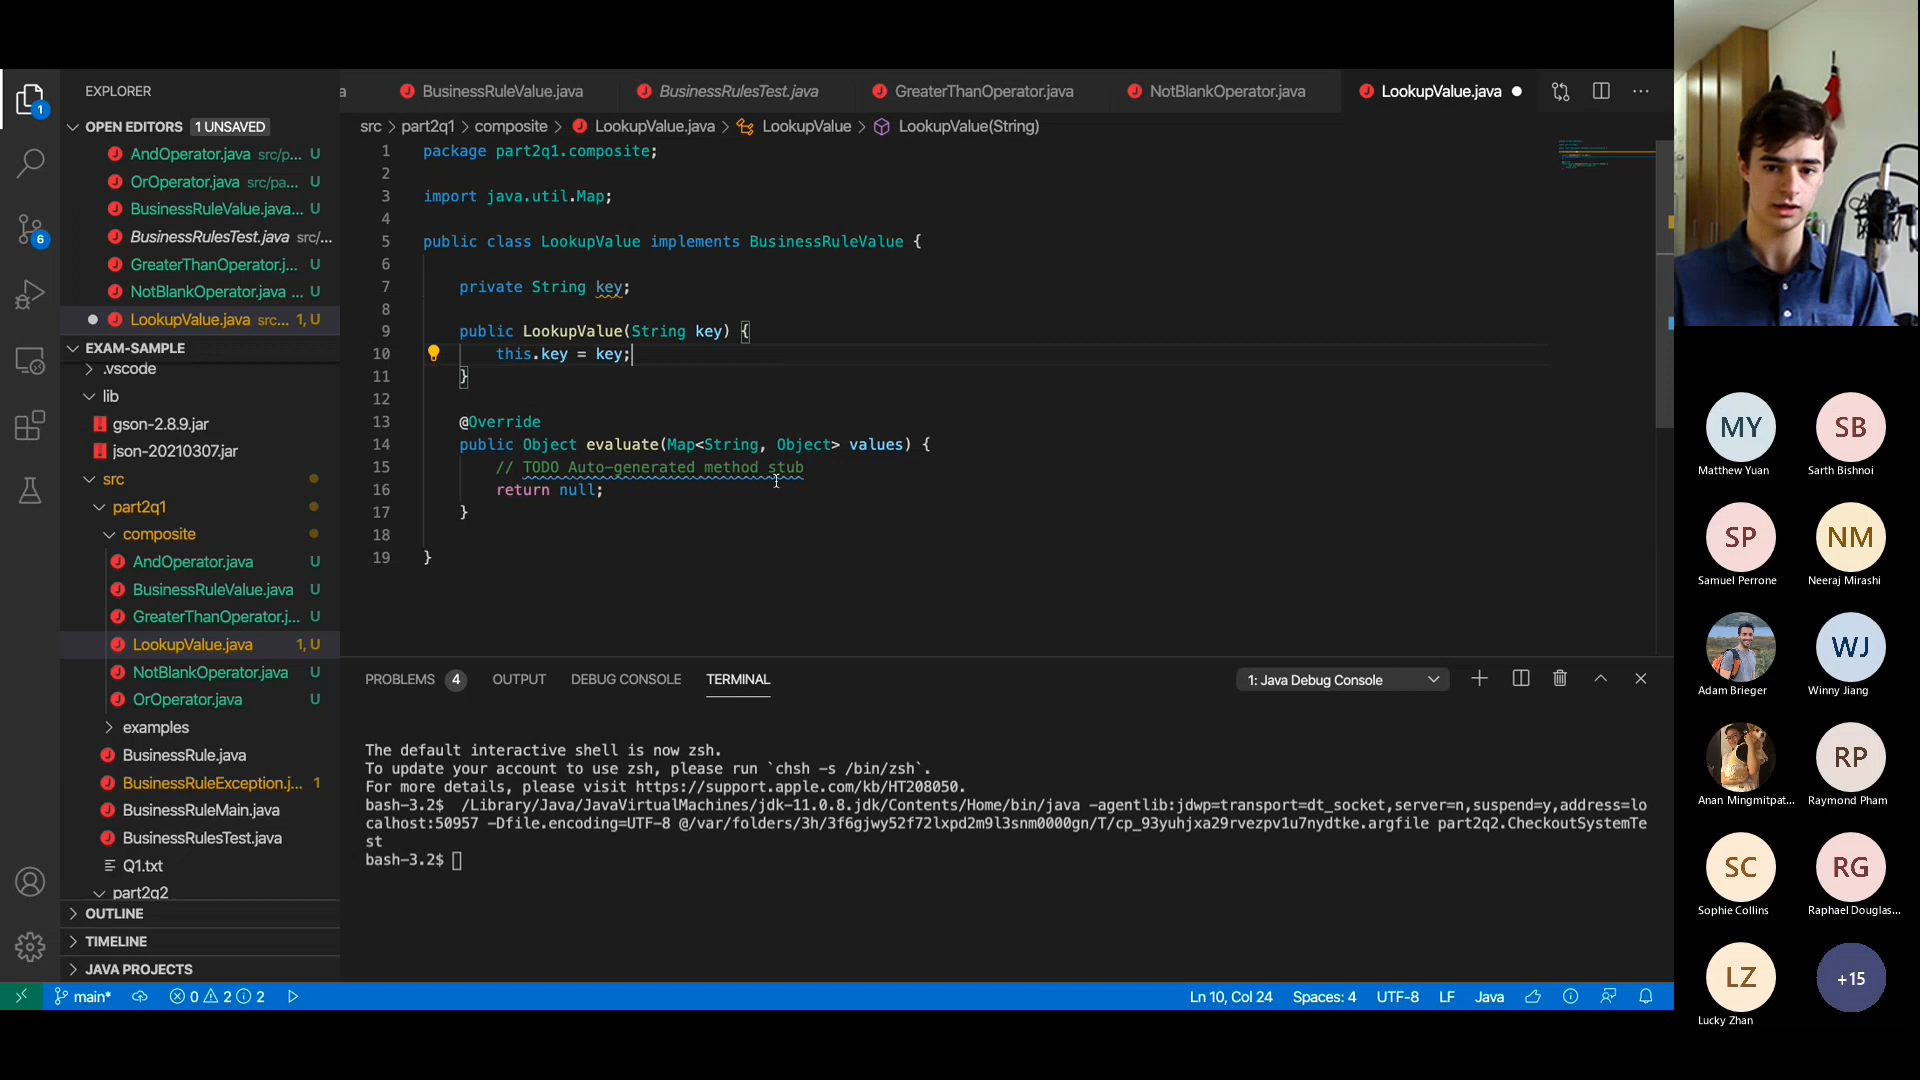 EXPLORER
OPEN EDITORS 1 UNSAVED
AndOperator.java src/p... U
OrOperator.java src/pa... U
BusinessRuleValue.java... U
BusinessRulesTest.java src/...
GreaterThanOperator.j... U
NotBlankOperator.java ... U
LookupValue.java src... 1, U
EXAM-SAMPLE
.vscode
lib
gson-2.8.9.jar
json-20210307.jar
src
part2q1
composite
AndOperator.java U
BusinessRuleValue.java U
GreaterThanOperator.j... U
LookupValue.java 1, U
NotBlankOperator.java U
OrOperator.java U
examples
BusinessRule.java
BusinessRuleException.j... 1
BusinessRuleMain.java
BusinessRulesTest.java
Q1.txt
part2q2
OUTLINE
TIMELINE
JAVA PROJECTS
1
6
a BusinessRuleValue.java BusinessRulesTest.java GreaterThanOperator.java NotBlankOperator.java LookupValue.java
src > part2q1 > composite > LookupValue.java > LookupValue > LookupValue(String)
1 package part2q1.composite;
2
3 import java.util.Map;
4
5 public class LookupValue implements BusinessRuleValue {
6
7 private String key;
8
9 public LookupValue(String key) {
10 this.key = key;
11 }
12
13 @Override
14 public Object evaluate(Map<String, Object> values) {
15 // TODO Auto-generated method stub
16 return null;
17 }
18
19 }
PROBLEMS 4 OUTPUT DEBUG CONSOLE TERMINAL 1: Java Debug Console
The default interactive shell is now zsh.
To update your account to use zsh, please run `chsh -s /bin/zsh`.
For more details, please visit https://support.apple.com/kb/HT208050.
bash-3.2$ /Library/Java/JavaVirtualMachines/jdk-11.0.8.jdk/Contents/Home/bin/java -agentlib:jdwp=transport=dt_socket,server=n,suspend=y,address=lo
calhost:50957 -Dfile.encoding=UTF-8 @/var/folders/3h/3f6gjwy52f72lxpd2m9l3snm0000gn/T/cp_93yuhjxa29rvezpv1u7nydtke.argfile part2q2.CheckoutSystemTe
st
bash-3.2$
main* 0 2 2 Ln 10, Col 24 Spaces: 4 UTF-8 LF Java
MY SB
Matthew Yuan Sarth Bishnoi
SP NM
Samuel Perrone Neeraj Mirashi
WJ
Adam Brieger Winny Jiang
RP
Anan Mingmitpat... Raymond Pham
SC RG
Sophie Collins Raphael Douglas...
LZ +15
Lucky Zhan